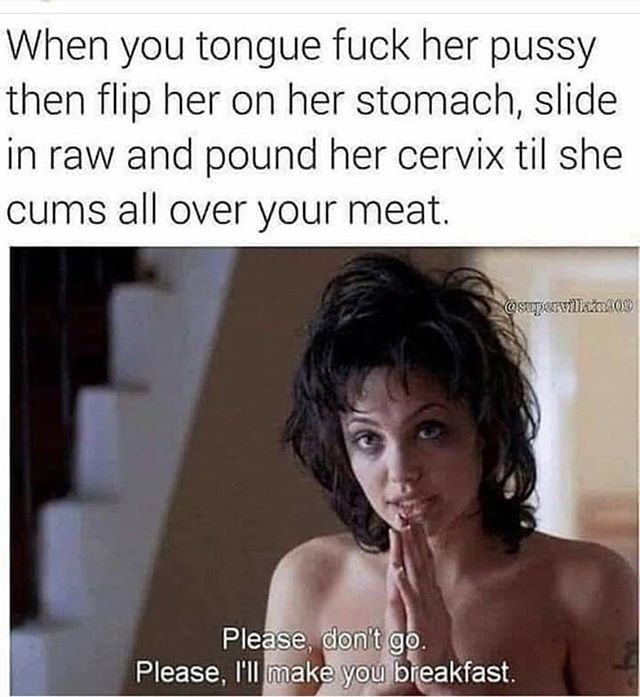 When you tongue fuck her pussy
then flip her on her stomach, slide
in raw and pound her cervix til she
cums all over your meat.
@supervillain909
Please, don't go.
Please, I'll make you breakfast.